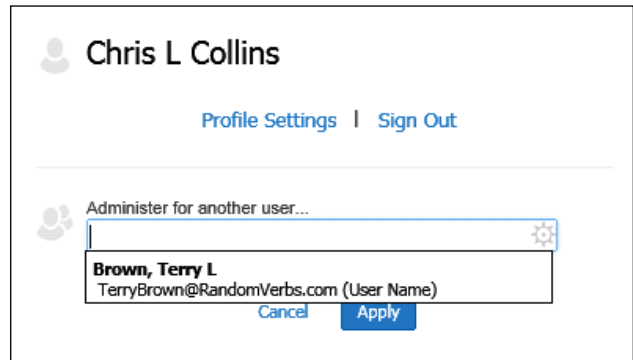 Chris L Collins
Profile Settings | Sign Out
Administer for another user...
Brown, Terry L
TerryBrown@RandomVerbs.com (User Name)
Cancel Apply